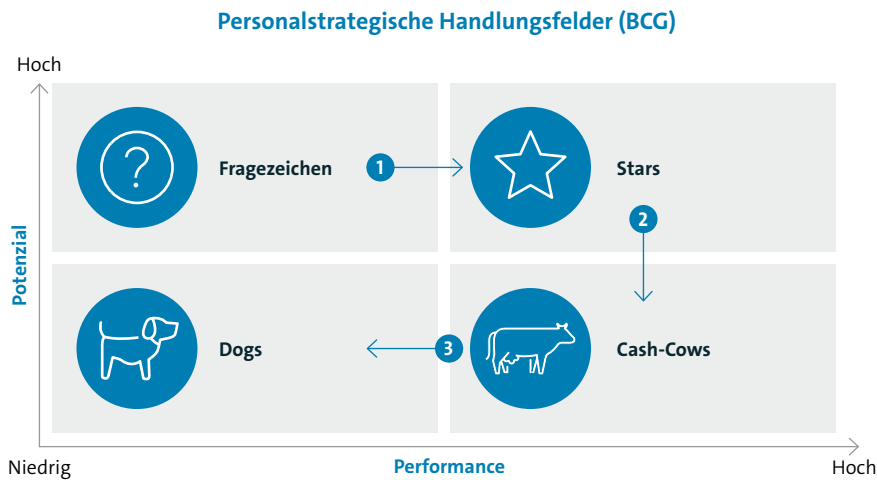 Personalstrategische Handlungsfelder (BCG)
Hoch
?
Fragezeichen
1
Stars
2
Potenzial
Dogs
3
Cash-Cows
Niedrig
Performance
Hoch